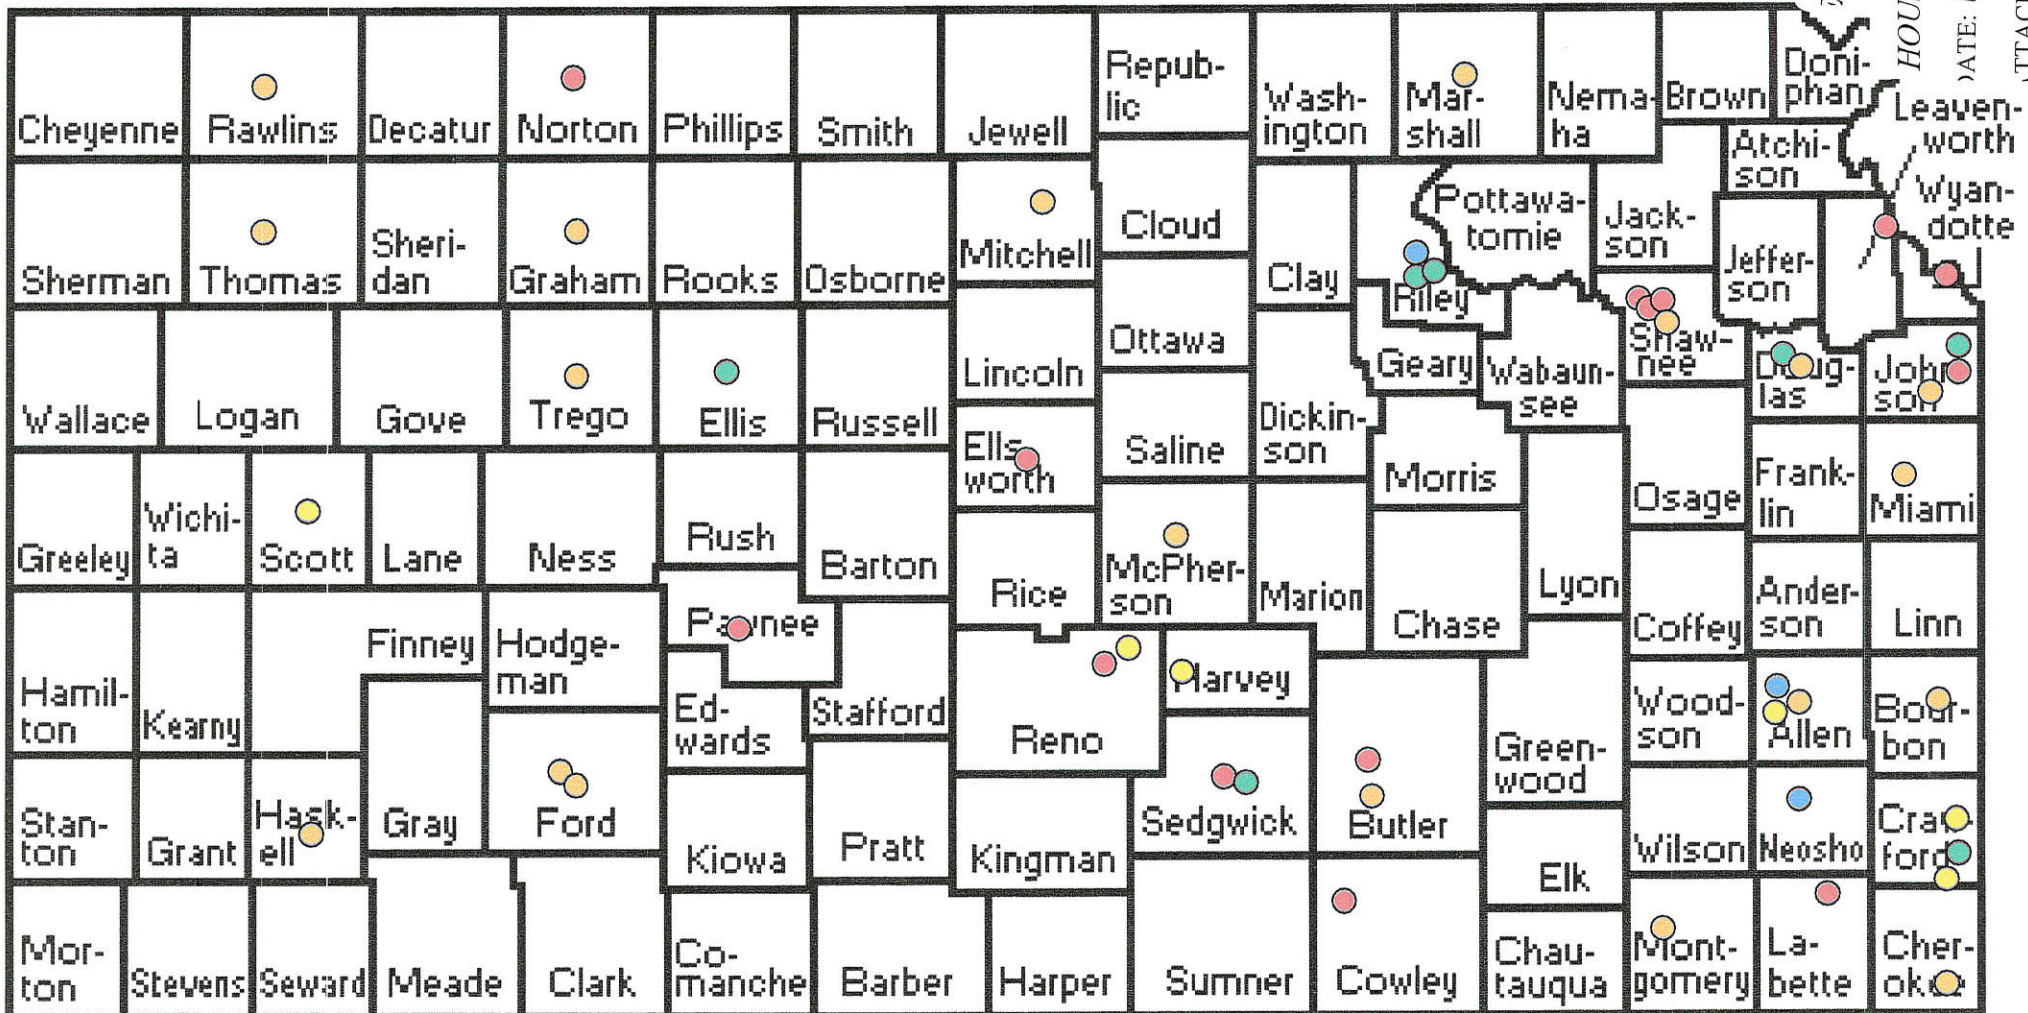 HOU
DATE:
TTACH
Cheyenne
Rawlins
Decatur
Norton
Phillips
Smith
Jewell
Repub-
lic
Wash-
ington
Mar-
shall
Nema-
ha
Brown
Doni-
phan
Leaven-
worth
Atchi-
son
Wyan-
dotte
Sherman
Thomas
Sheri-
dan
Graham
Rooks
Osborne
Mitchell
Cloud
Clay
Riley
Pottawa-
tomie
Jack-
son
Jeffer-
son
Wallace
Logan
Gove
Trego
Ellis
Russell
Lincoln
Ottawa
Dickin-
son
Geary
Wabaun-
see
Shaw-
nee
Doug-
las
John
son
Ells
worth
Saline
Morris
Osage
Frank-
lin
Miami
Greeley
Wichi-
ta
Scott
Lane
Ness
Rush
Barton
Rice
McPher-
son
Marion
Chase
Lyon
Coffey
Ander-
son
Linn
Hamil-
ton
Kearny
Finney
Hodge-
man
Pawnee
Ed-
wards
Stafford
Reno
Harvey
Sedgwick
Butler
Green-
wood
Wood-
son
Allen
Bour-
bon
Stan-
ton
Grant
Hask-
ell
Gray
Ford
Kiowa
Pratt
Kingman
Elk
Wilson
Neosho
Craw-
ford
Mor-
ton
Stevens
Seward
Meade
Clark
Co-
manche
Barber
Harper
Sumner
Cowley
Chau-
tauqua
Mont-
gomery
La-
bette
Cher-
okee